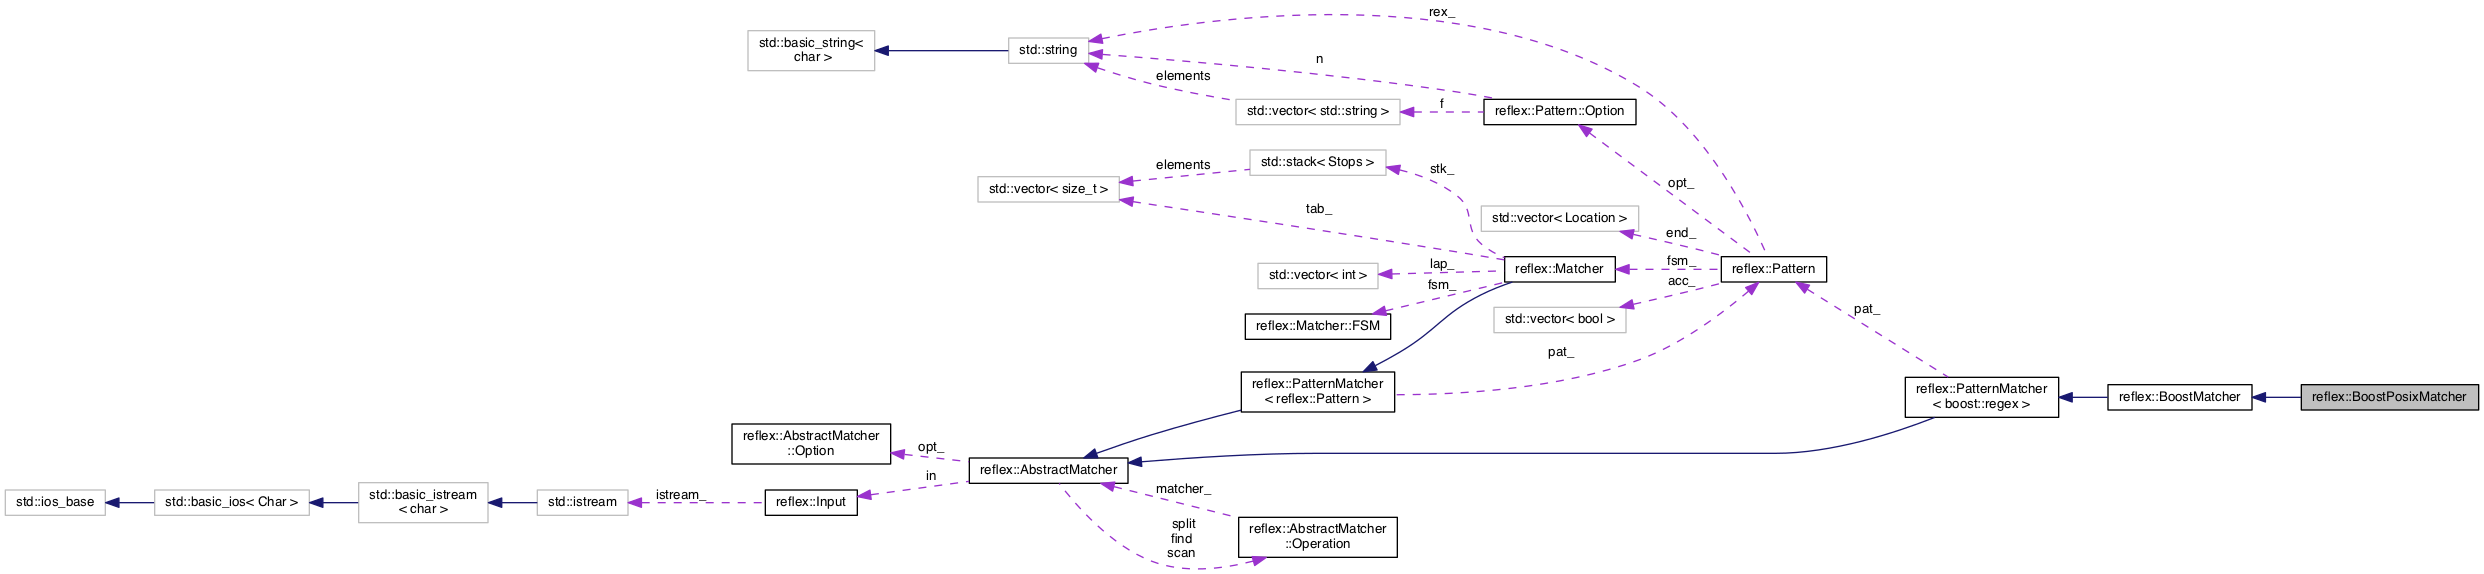 rex_
std::basic_string<
char >
std::string
n
elements
f
std::vector< std::string >
reflex::Pattern::Option
elements
std::stack< Stops >
stk_
std::vector< size_t >
opt_
tab_
std::vector< Location >
end_
lap_
fsm_
std::vector< int >
reflex::Matcher
reflex::Pattern
fsm_
acc_
reflex::Matcher::FSM
std::vector< bool >
pat_
pat_
reflex::PatternMatcher
< reflex::Pattern >
reflex::PatternMatcher
< boost::regex >
reflex::BoostMatcher
reflex::BoostPosixMatcher
reflex::AbstractMatcher
::Option
opt_
reflex::AbstractMatcher
in
std::ios_base
std::basic_ios< Char >
std::basic_istream
< char >
std::istream
istream_
reflex::Input
matcher_
split
find
scan
reflex::AbstractMatcher
::Operation